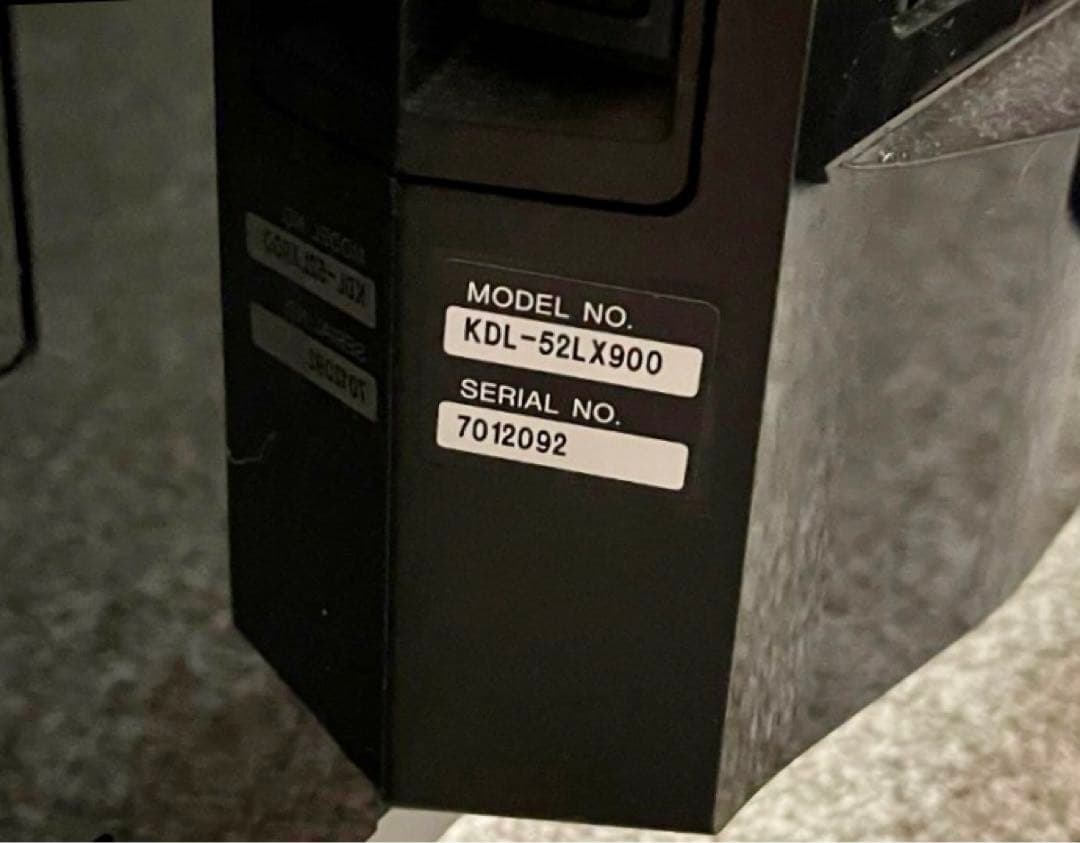 MODEL NO.
KDL-52LX900
SERIAL NO.
7012092